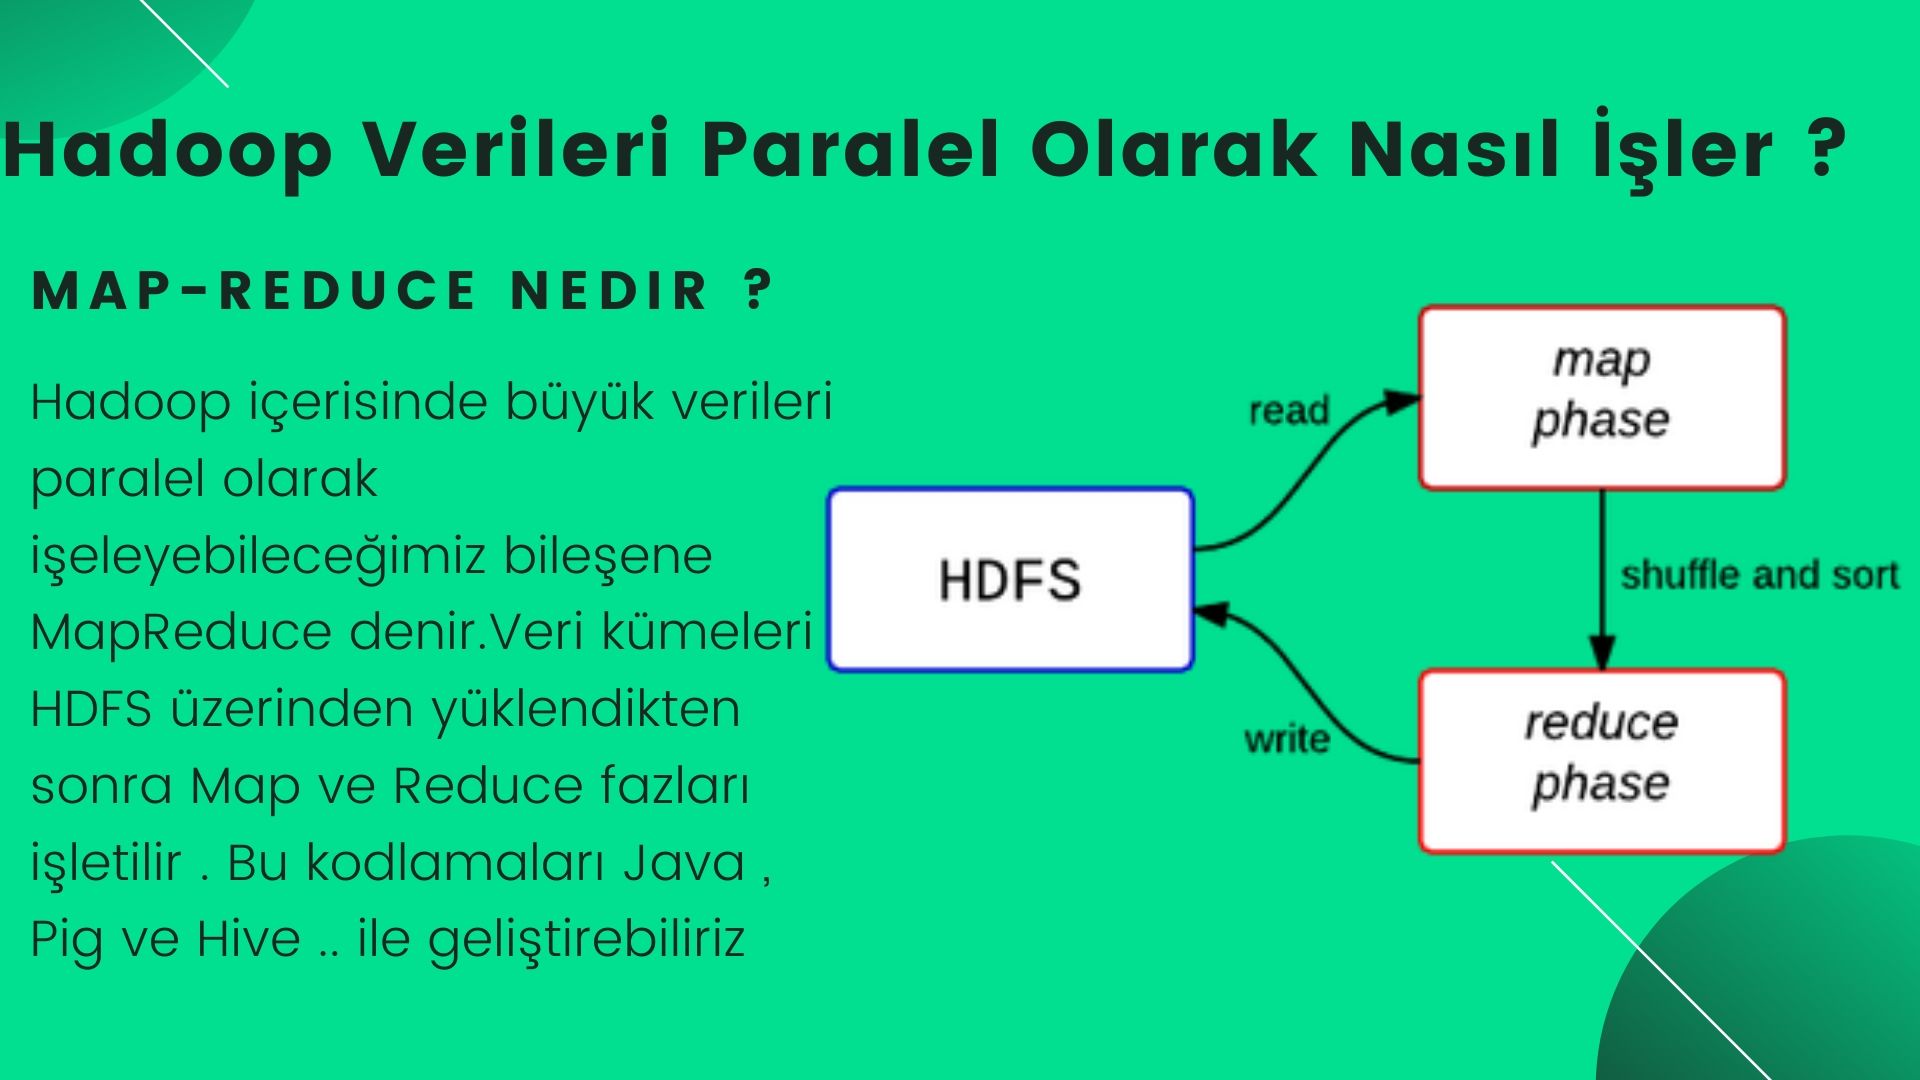 Hadoop Verileri Paralel Olarak Nasıl İşler ?
MAP-REDUCE NEDIR ?
Hadoop içerisinde büyük verileri
paralel olarak
işeleyebileceğimiz bileşene
MapReduce denir.Veri kümeleri
HDFS üzerinden yüklendikten
sonra Map ve Reduce fazları
işletilir . Bu kodlamaları Java ,
Pig ve Hive .. ile geliştirebiliriz
map
phase
read
HDFS
shuffle and sort
write
reduce
phase